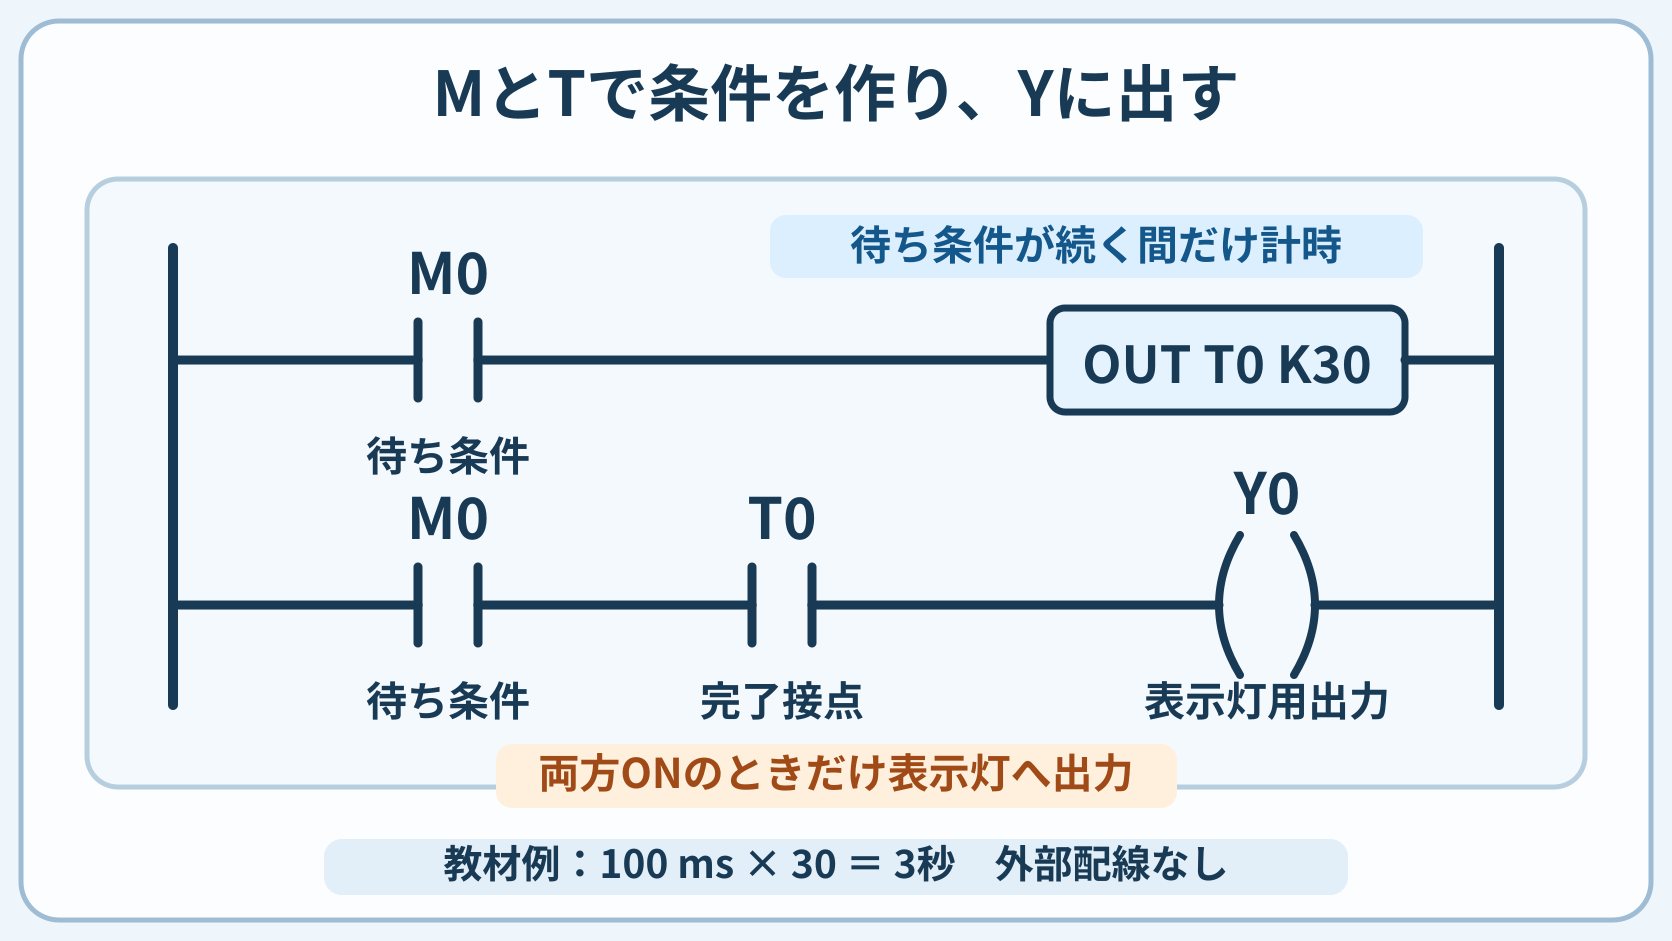 MとTで条件を作り、Yに出す
待ち条件が続く間だけ計時
M0
OUT T0 K30
待ち条件
M0
T0
Y0
待ち条件
完了接点
表示灯用出力
両方ONのときだけ表示灯へ出力
教材例：100 ms × 30 ＝ 3秒　外部配線なし